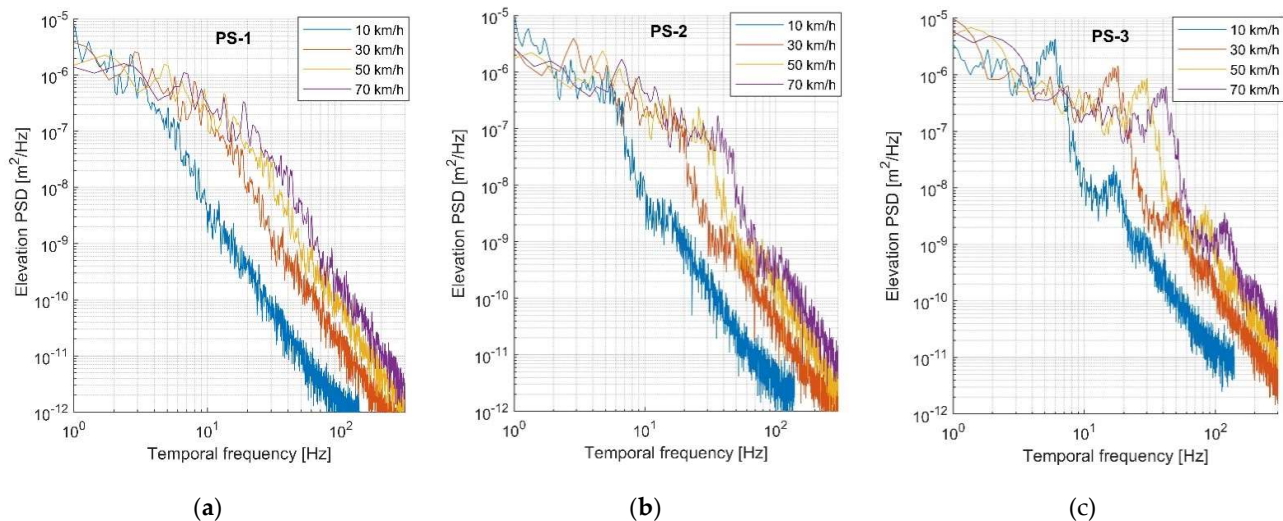 PS-1
10 km/h
30 km/h
50 km/h
70 km/h
Elevation PSD [m²/Hz]
10⁻⁵
10⁻⁶
10⁻⁷
10⁻⁸
10⁻⁹
10⁻¹⁰
10⁻¹¹
10⁻¹²
10⁰
10¹
10²
Temporal frequency [Hz]
(a)
PS-2
10 km/h
30 km/h
50 km/h
70 km/h
Elevation PSD [m²/Hz]
10⁻⁵
10⁻⁶
10⁻⁷
10⁻⁸
10⁻⁹
10⁻¹⁰
10⁻¹¹
10⁻¹²
10⁰
10¹
10²
Temporal frequency [Hz]
(b)
PS-3
10 km/h
30 km/h
50 km/h
70 km/h
Elevation PSD [m²/Hz]
10⁻⁵
10⁻⁶
10⁻⁷
10⁻⁸
10⁻⁹
10⁻¹⁰
10⁻¹¹
10⁻¹²
10⁰
10¹
10²
Temporal frequency [Hz]
(c)